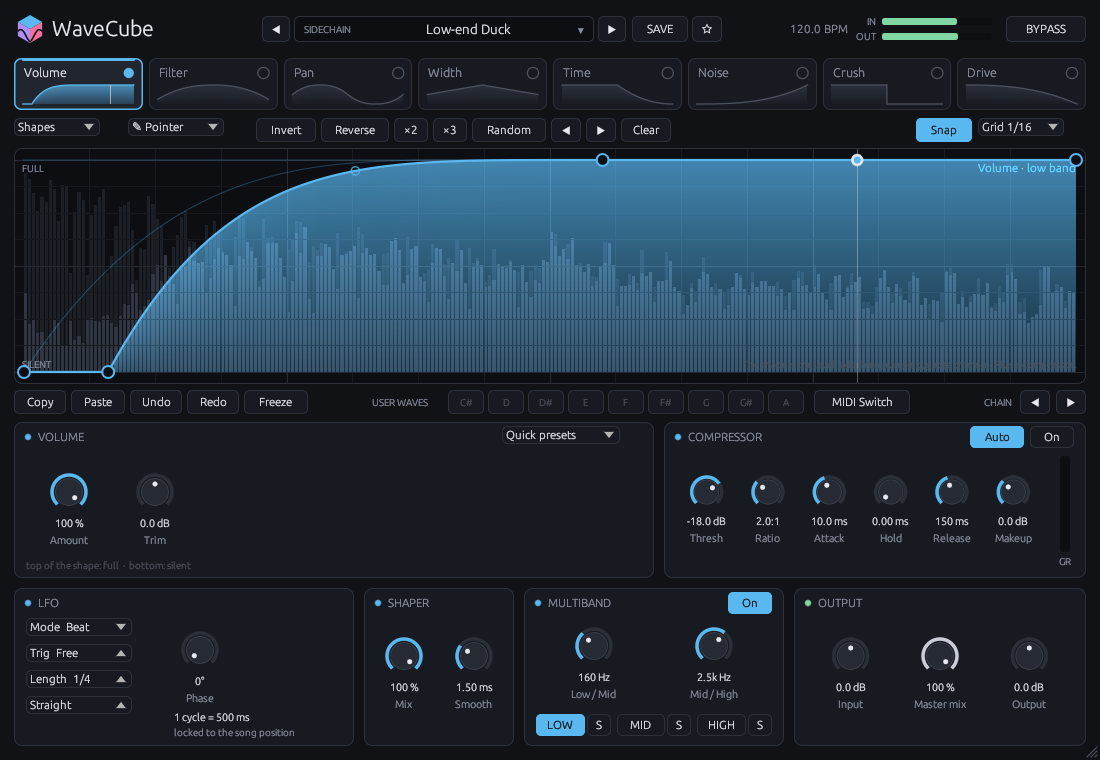 WaveCube
◀ SIDECHAIN Low-end Duck ▼ ▶ SAVE ☆
120.0 BPM IN
OUT
BYPASS
Volume Filter Pan Width Time Noise Crush Drive
Shapes ▼ ✎ Pointer ▼ Invert Reverse ×2 ×3 Random ◀ ▶ Clear Snap Grid 1/16 ▼
FULL
Volume · low band
SILENT
Copy Paste Undo Redo Freeze USER WAVES C# D D# E F F# G G# A MIDI Switch CHAIN ◀ ▶
VOLUME Quick presets ▼
100 % 0.0 dB
Amount Trim
top of the shape: full · bottom: silent
COMPRESSOR Auto On
-18.0 dB 2.0:1 10.0 ms 0.00 ms 150 ms 0.0 dB
Thresh Ratio Attack Hold Release Makeup
GR
LFO
Mode Beat ▼
Trig Free ▲
Length 1/4 ▲
Straight ▲
0°
Phase
1 cycle = 500 ms
locked to the song position
SHAPER
100 % 1.50 ms
Mix Smooth
MULTIBAND On
160 Hz 2.5k Hz
Low / Mid Mid / High
LOW S MID S HIGH S
OUTPUT
0.0 dB 100 % 0.0 dB
Input Master mix Output